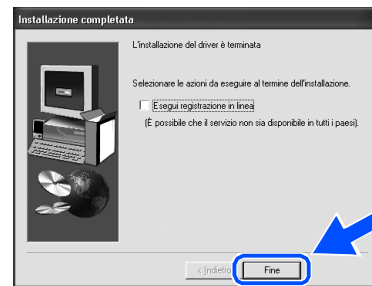 Installazione completata
L'installazione del driver è terminata
Selezionare le azioni da eseguire al termine dell'installazione.
Esegui registrazione in linea
(È possibile che il servizio non sia disponibile in tutti i paesi).
< Indietro
Fine